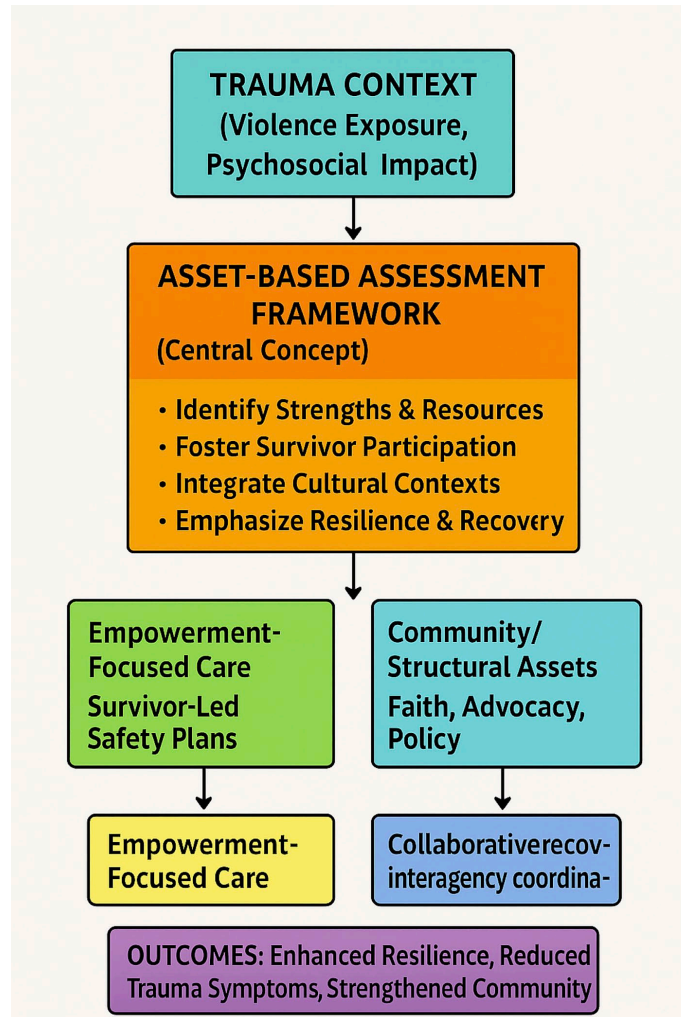 TRAUMA CONTEXT
(Violence Exposure,
Psychosocial Impact)
ASSET-BASED ASSESSMENT
FRAMEWORK
(Central Concept)
• Identify Strengths & Resources
• Foster Survivor Participation
• Integrate Cultural Contexts
• Emphasize Resilience & Recovery
Empowerment-
Focused Care
Survivor-Led
Safety Plans
Community/
Structural Assets
Faith, Advocacy,
Policy
Empowerment-
Focused Care
Collaborativerecov-
interagency coordina-
OUTCOMES: Enhanced Resilience, Reduced
Trauma Symptoms, Strengthened Community